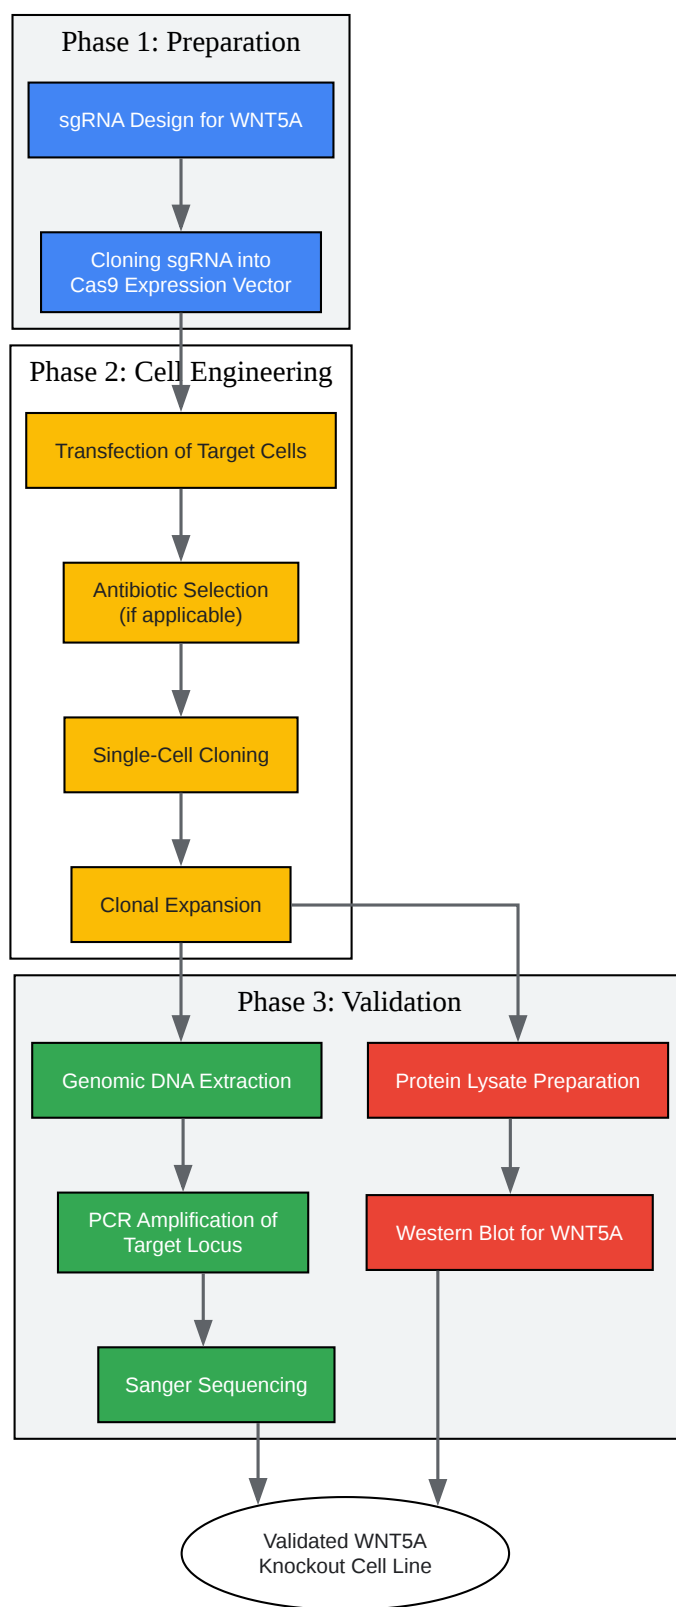 Phase 1: Preparation
sgRNA Design for WNT5A
Cloning sgRNA into
Cas9 Expression Vector
Phase 2: Cell Engineering
Transfection of Target Cells
Antibiotic Selection
(if applicable)
Single-Cell Cloning
Clonal Expansion
Phase 3: Validation
Genomic DNA Extraction
Protein Lysate Preparation
PCR Amplification of
Target Locus
Western Blot for WNT5A
Sanger Sequencing
Validated WNT5A
Knockout Cell Line